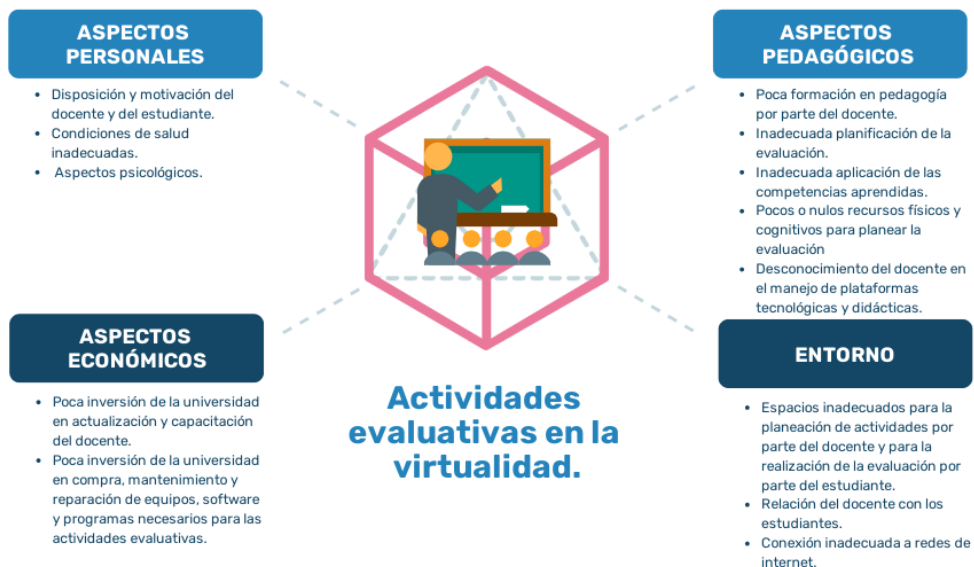 ASPECTOS
PERSONALES
• Disposición y motivación del
docente y del estudiante.
• Condiciones de salud
inadecuadas.
• Aspectos psicológicos.
ASPECTOS
PEDAGÓGICOS
• Poca formación en pedagogía
por parte del docente.
• Inadecuada planificación de la
evaluación.
• Inadecuada aplicación de las
competencias aprendidas.
• Pocos o nulos recursos físicos y
cognitivos para planear la
evaluación
• Desconocimiento del docente en
el manejo de plataformas
tecnológicas y didácticas.
ASPECTOS
ECONÓMICOS
• Poca inversión de la universidad
en actualización y capacitación
del docente.
• Poca inversión de la universidad
en compra, mantenimiento y
reparación de equipos, software
y programas necesarios para las
actividades evaluativas.
Actividades
evaluativas en la
virtualidad.
ENTORNO
• Espacios inadecuados para la
planeación de actividades por
parte del docente y para la
realización de la evaluación por
parte del estudiante.
• Relación del docente con los
estudiantes.
• Conexión inadecuada a redes de
internet.